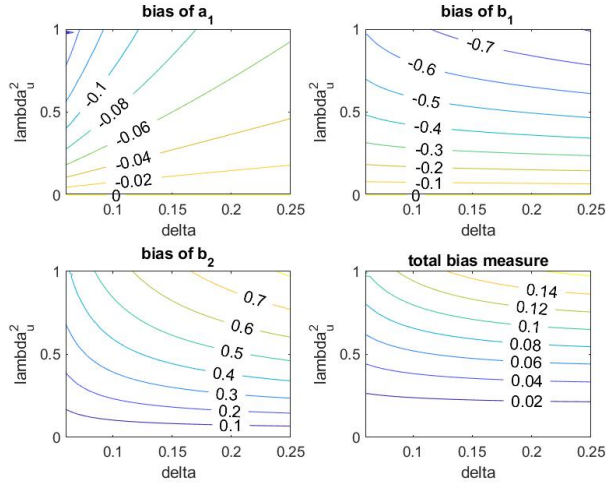 bias of a1
1
0.5
0
lambda²u
-0.1
-0.08
-0.06
-0.04
-0.02
0
0.1 0.15 0.2 0.25
delta
bias of b1
1
0.5
0
lambda²u
-0.7
-0.6
-0.5
-0.4
-0.3
-0.2
-0.1
0
0.1 0.15 0.2 0.25
delta
bias of b2
1
0.5
0
lambda²u
0.7
0.6
0.5
0.4
0.3
0.2
0.1
0.1 0.15 0.2 0.25
delta
total bias measure
1
0.5
0
lambda²u
0.14
0.12
0.1
0.08
0.06
0.04
0.02
0.1 0.15 0.2 0.25
delta